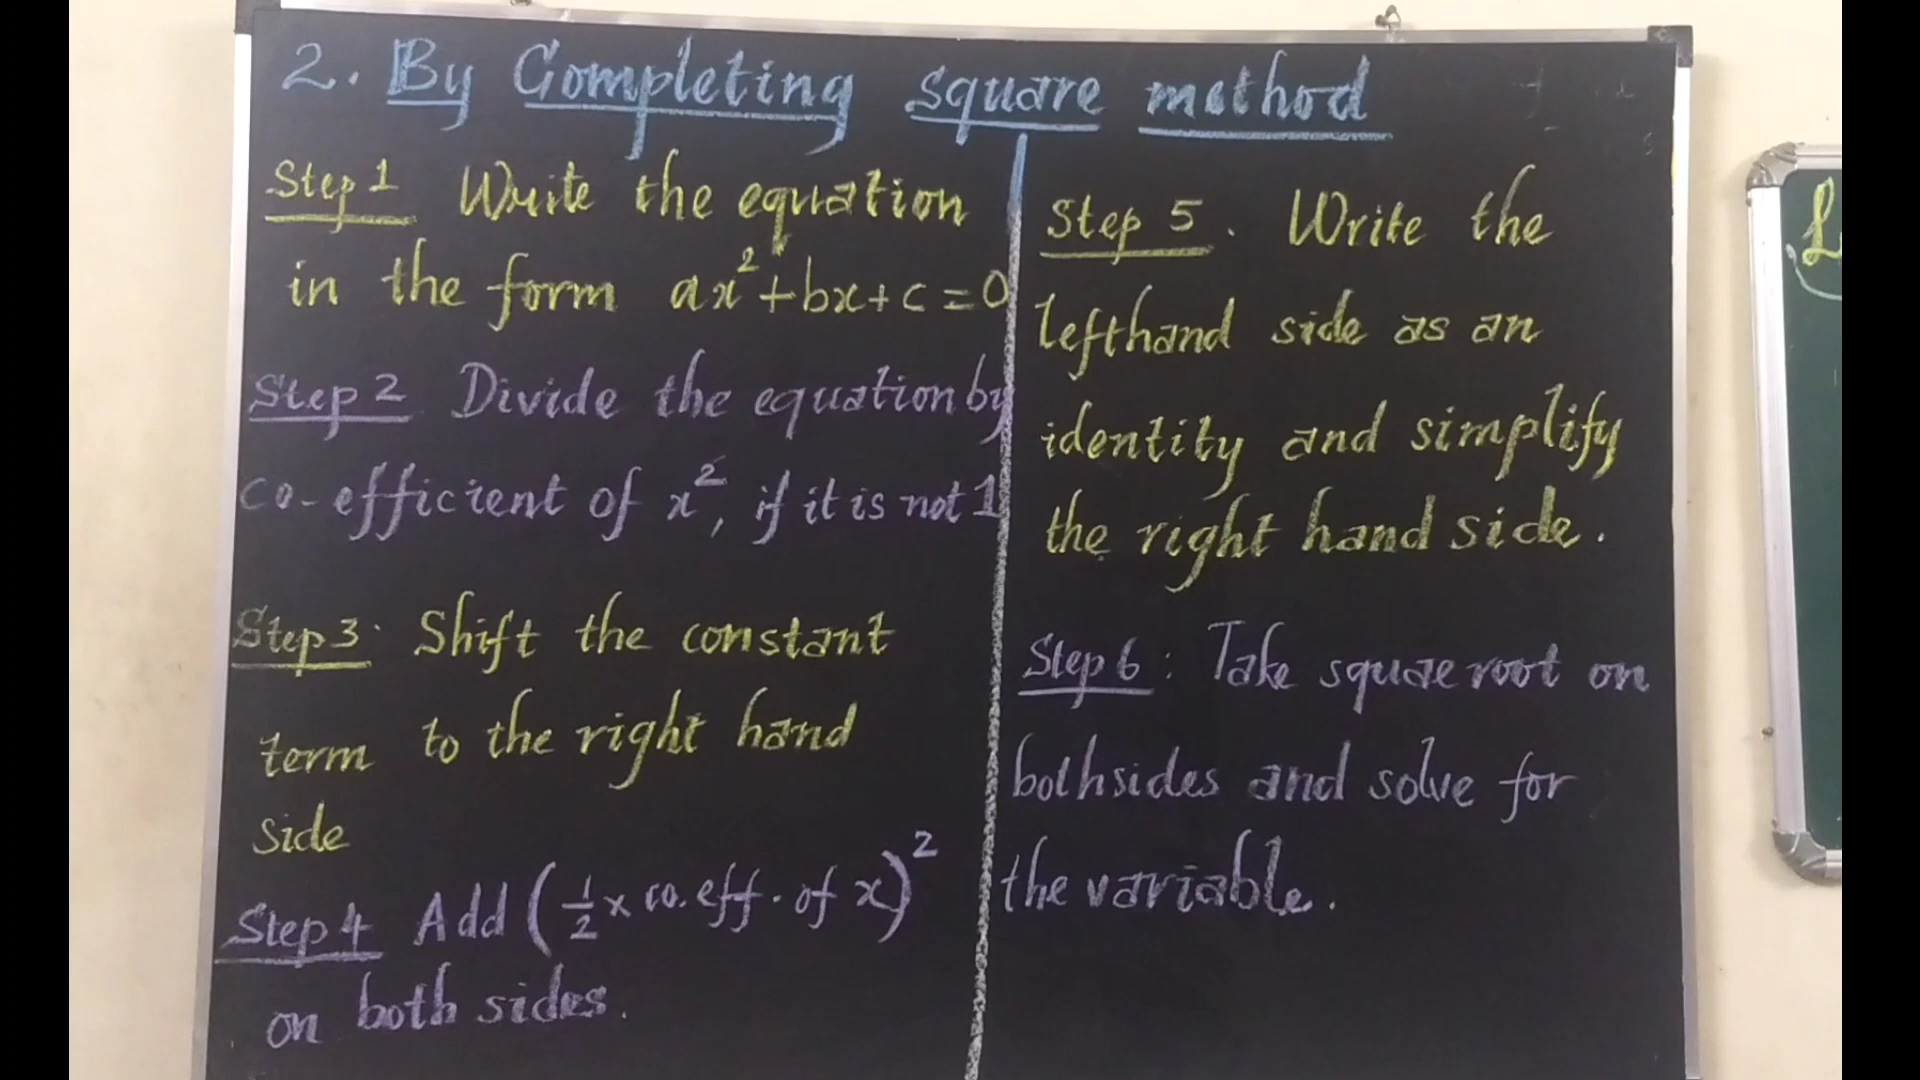 2. By Completing square method
Step 1 Write the equation
in the form ax²+bx+c=0
Step 2 Divide the equation by
co-efficient of x², if it is not 1
Step 3. Shift the constant
term to the right hand
side
Step 4 Add (1/2 x co. eff. of x)²
on both sides.
Step 5. Write the
lefthand side as an
identity and simplify
the right hand side.
Step 6: Take square root on
both sides and solve for
the variable.